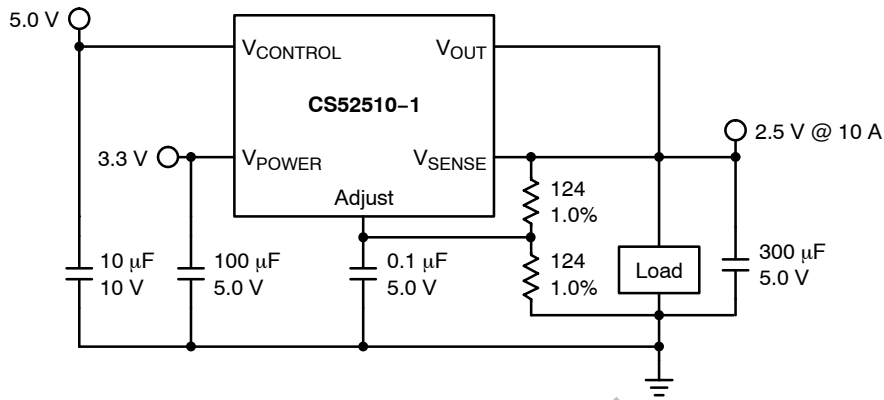 5.0 V
V_CONTROL
V_OUT
CS52510−1
2.5 V @ 10 A
3.3 V
V_POWER
V_SENSE
Adjust
124
1.0%
10 μF
10 V
100 μF
5.0 V
0.1 μF
5.0 V
124
1.0%
Load
300 μF
5.0 V